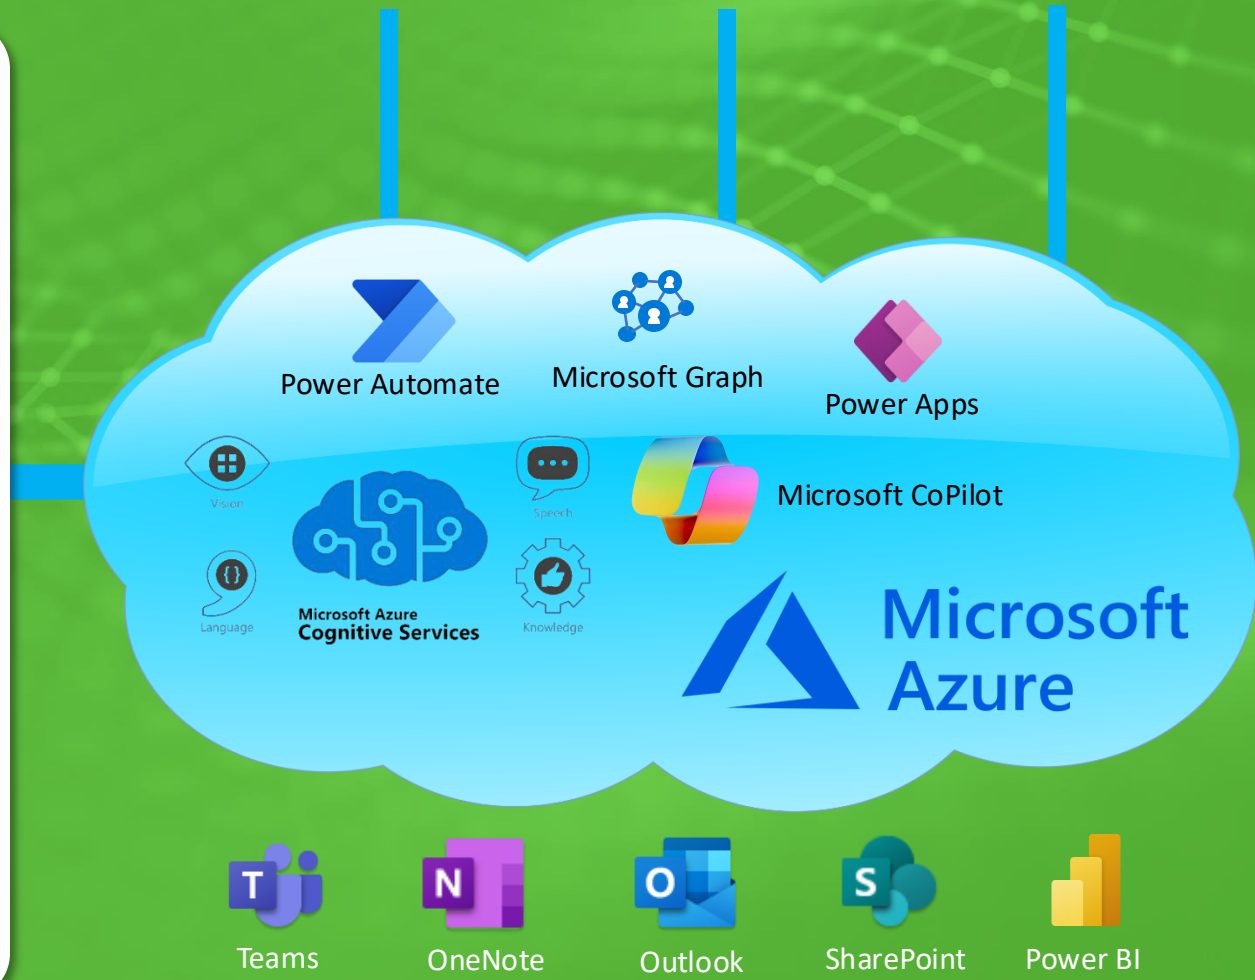 Power Automate
Microsoft Graph
Power Apps
Vision
Speech
Microsoft CoPilot
Language
Microsoft Azure
Cognitive Services
Knowledge
Microsoft
Azure
T
N
O
S
Teams
OneNote
Outlook
SharePoint
Power BI